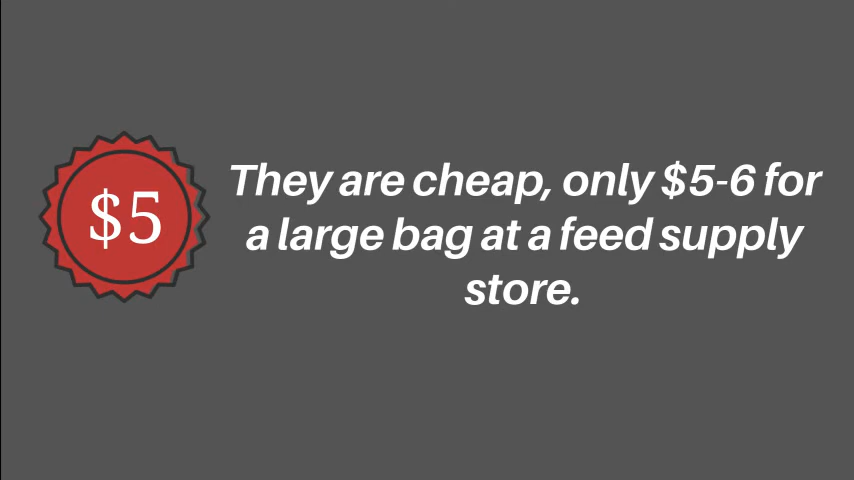 $5
They are cheap, only $5-6 for
a large bag at a feed supply
store.